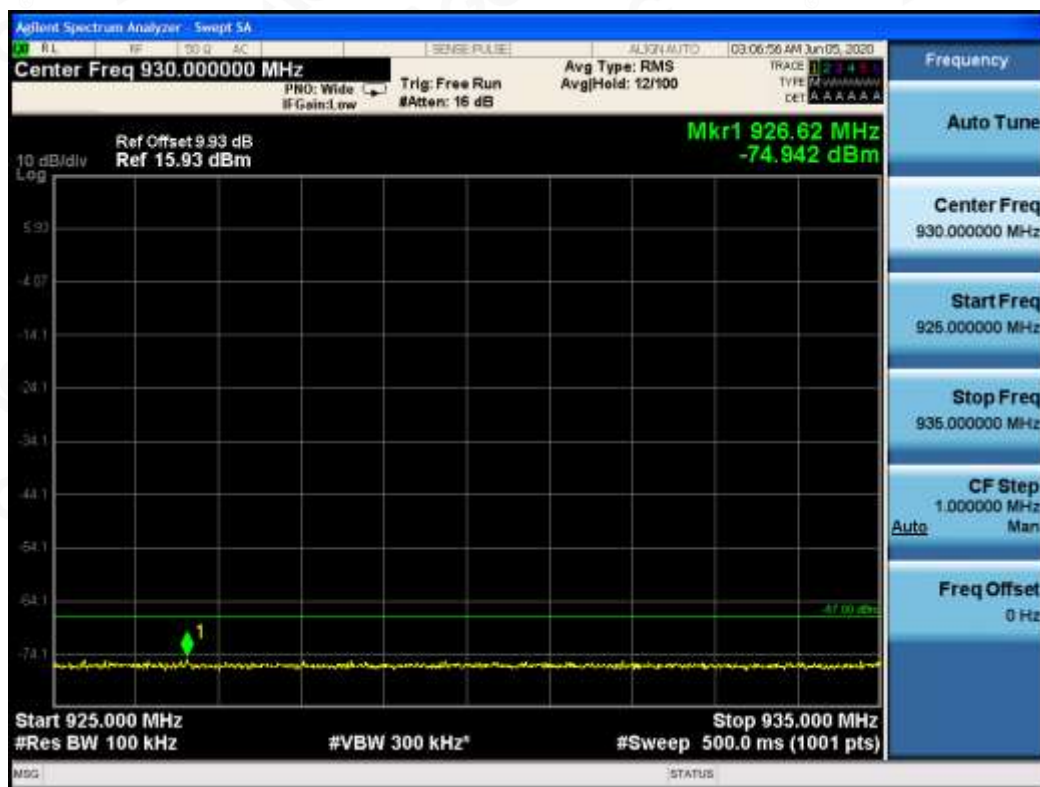 Agilent Spectrum Analyzer - Swept SA
RL RF 50 Ω AC SENSE:PULSE ALIGN AUTO 03:06:56 AM Jun 05, 2020
Center Freq 930.000000 MHz
PNO: Wide
IFGain:Low
Trig: Free Run
#Atten: 16 dB
Avg Type: RMS
Avg|Hold: 12/100
TRACE 1 2 3 4 5 6
TYPE M
DET A A A A A A
Ref Offset 9.93 dB
10 dB/div Ref 15.93 dBm
Log
Mkr1 926.62 MHz
-74.942 dBm
5.93
-4.07
-14.1
-24.1
-34.1
-44.1
-54.1
-64.1
-74.1
1
Start 925.000 MHz
Stop 935.000 MHz
#Res BW 100 kHz
#VBW 300 kHz*
#Sweep 500.0 ms (1001 pts)
MSG
STATUS
Frequency
Auto Tune
Center Freq
930.000000 MHz
Start Freq
925.000000 MHz
Stop Freq
935.000000 MHz
CF Step
1.000000 MHz
Auto Man
Freq Offset
0 Hz